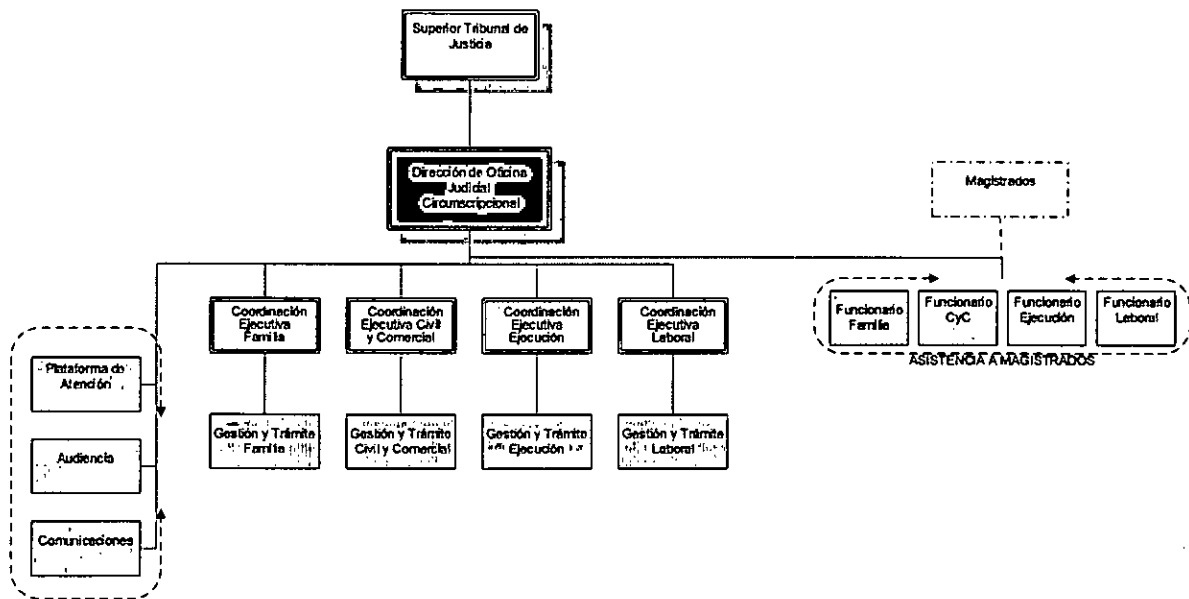 Superior Tribunal de
Justicia
Dirección de Oficina
Judicial
Circunscripcional
Magistrados
Coordinación
Ejecutiva
Familia
Coordinación
Ejecutiva Civil
y Comercial
Coordinación
Ejecutiva
Ejecución
Coordinación
Ejecutiva
Laboral
Funcionario
Familia
Funcionario
CyC
Funcionario
Ejecución
Funcionario
Laboral
ASISTENCIA A MAGISTRADOS
Plataforma de
Atención
Gestión y Trámite
Familia
Gestión y Trámite
Civil y Comercial
Gestión y Trámite
Ejecución
Gestión y Trámite
Laboral
Audiencia
Comunicaciones